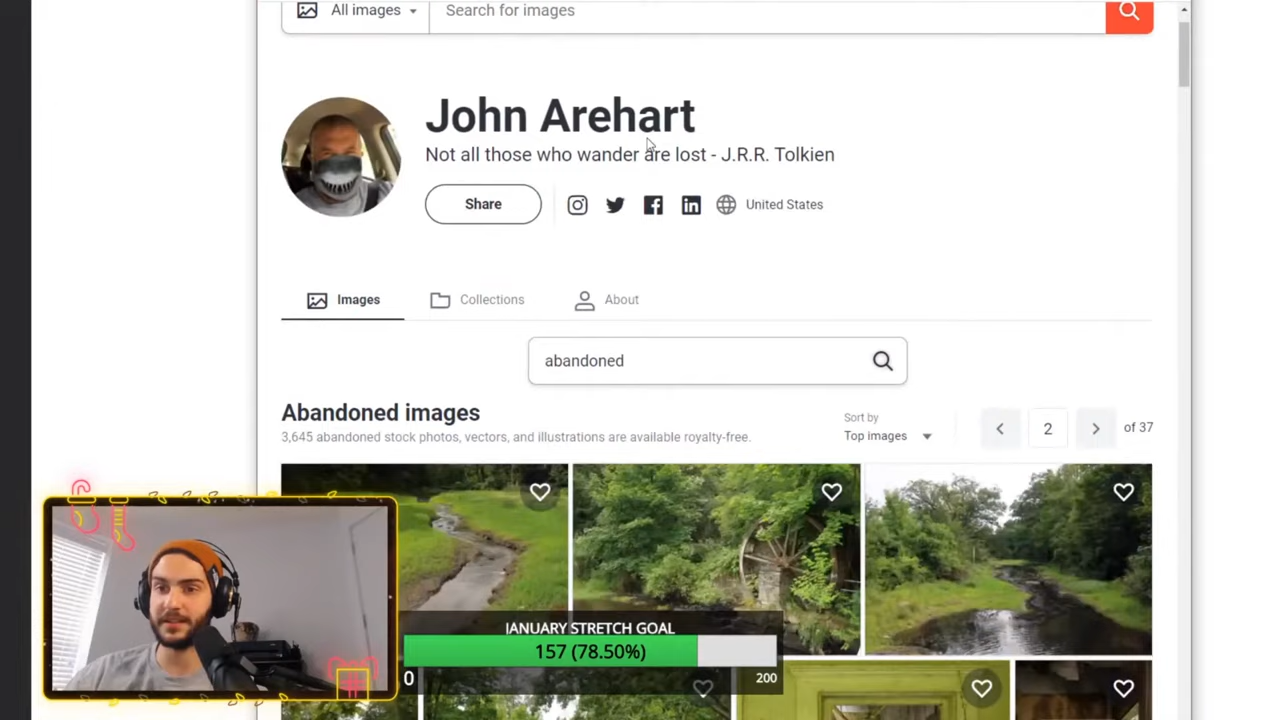 All images
Search for images
John Arehart
Not all those who wander are lost - J.R.R. Tolkien
Share
United States
Images
Collections
About
abandoned
Abandoned images
3,645 abandoned stock photos, vectors, and illustrations are available royalty-free.
Sort by
Top images
2
of 37
JANUARY STRETCH GOAL
157 (78.50%)
0
200